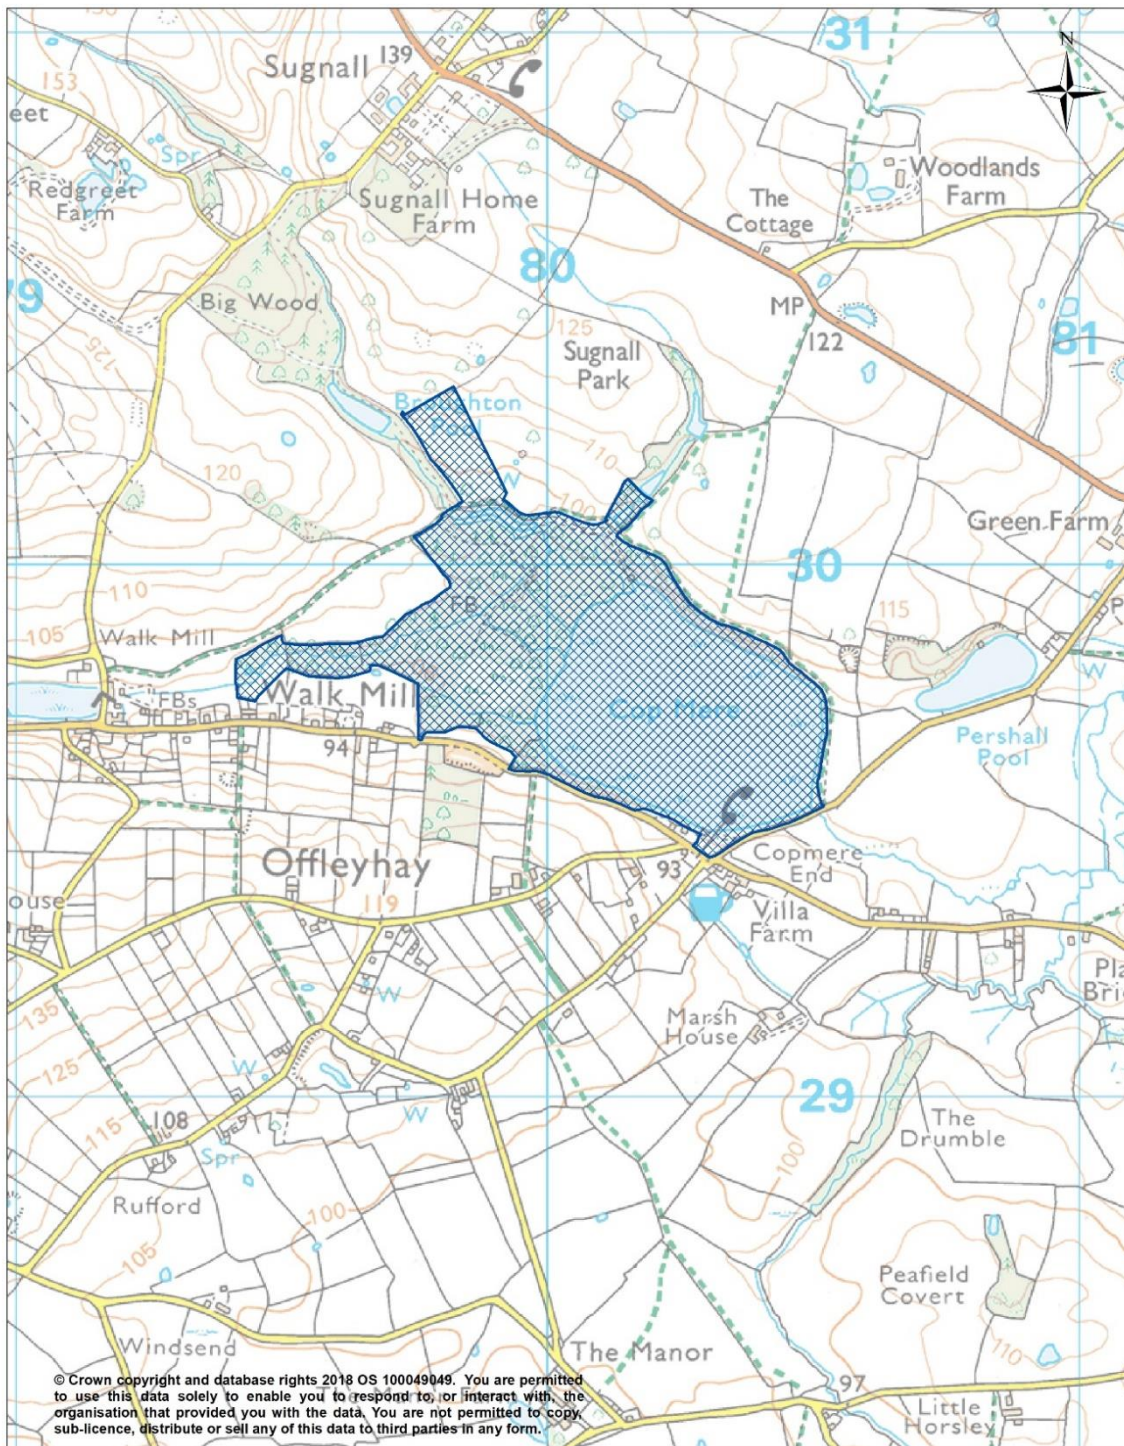 31
N
Sugnall
139
153
eet
Spr
Redgreet
Farm
Sugnall Home
Farm
Woodlands
Farm
The
Cottage
80
Big Wood
MP
122
125
Sugnall
Park
81
125
110
120
W
100
Green Farm
30
110
FB
115
105
Walk Mill
P
W
FBs
Walk Mill
Cop Mere
94
Pershall
Pool
Offleyhay
93
Copmere
End
ouse
119
Villa
Farm
W
Marsh
House
Pla
Bri
135
125
W
29
W
The
Drumble
115
108
Spr
100
Rufford
100
105
Peafield
Covert
Windsend
The Manor
110
97
Little
Horsley
© Crown copyright and database rights 2018 OS 100049049. You are permitted
to use this data solely to enable you to respond to, or interact with, the
organisation that provided you with the data. You are not permitted to copy,
sub-licence, distribute or sell any of this data to third parties in any form.